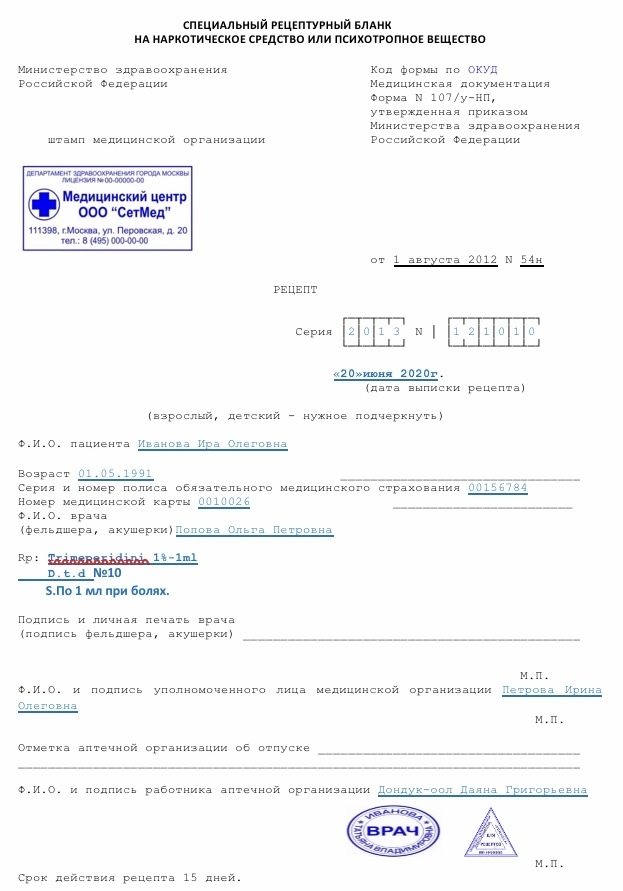 СПЕЦИАЛЬНЫЙ РЕЦЕПТУРНЫЙ БЛАНК
НА НАРКОТИЧЕСКОЕ СРЕДСТВО ИЛИ ПСИХОТРОПНОЕ ВЕЩЕСТВО
Министерство здравоохранения
Российской Федерации
штамп медицинской организации
Код формы по ОКУД
Медицинская документация
Форма N 107/у-НП,
утвержденная приказом
Министерства здравоохранения
Российской Федерации
ДЕПАРТАМЕНТ ЗДРАВООХРАНЕНИЯ ГОРОДА МОСКВЫ
ЛИЦЕНЗИЯ №00-00000-00
Медицинский центр
ООО “СетМед”
111398, г.Москва, ул. Перовская, д. 20
тел.: 8 (495) 000-00-00
от 1 августа 2012 N 54н
РЕЦЕПТ
Серия |2|0|1 3 N | |1 2|1|0|1|0
«20»июня 2020г.
(дата выписки рецепта)
(взрослый, детский - нужное подчеркнуть)
Ф.И.О. пациента Иванова Ира Олеговна
Возраст 01.05.1991
Серия и номер полиса обязательного медицинского страхования 00156784
Номер медицинской карты 0010026
Ф.И.О. врача
(фельдшера, акушерки)Попова Ольга Петровна
Rp: Trimeperidini 1%-1ml
D.t.d №10
S.По 1 мл при болях.
Подпись и личная печать врача
(подпись фельдшера, акушерки)
М.П.
Ф.И.О. и подпись уполномоченного лица медицинской организации Петрова Ирина
Олеговна
М.П.
Отметка аптечной организации об отпуске
Ф.И.О. и подпись работника аптечной организации Дондук-оол Даяна Григорьевна
ИВАНОВА
ВРАЧ
ТАТЬЯНА ВЛАДИМИРОВНА
ДЛЯ
РЕЦЕПТОВ
М.П.
Срок действия рецепта 15 дней.